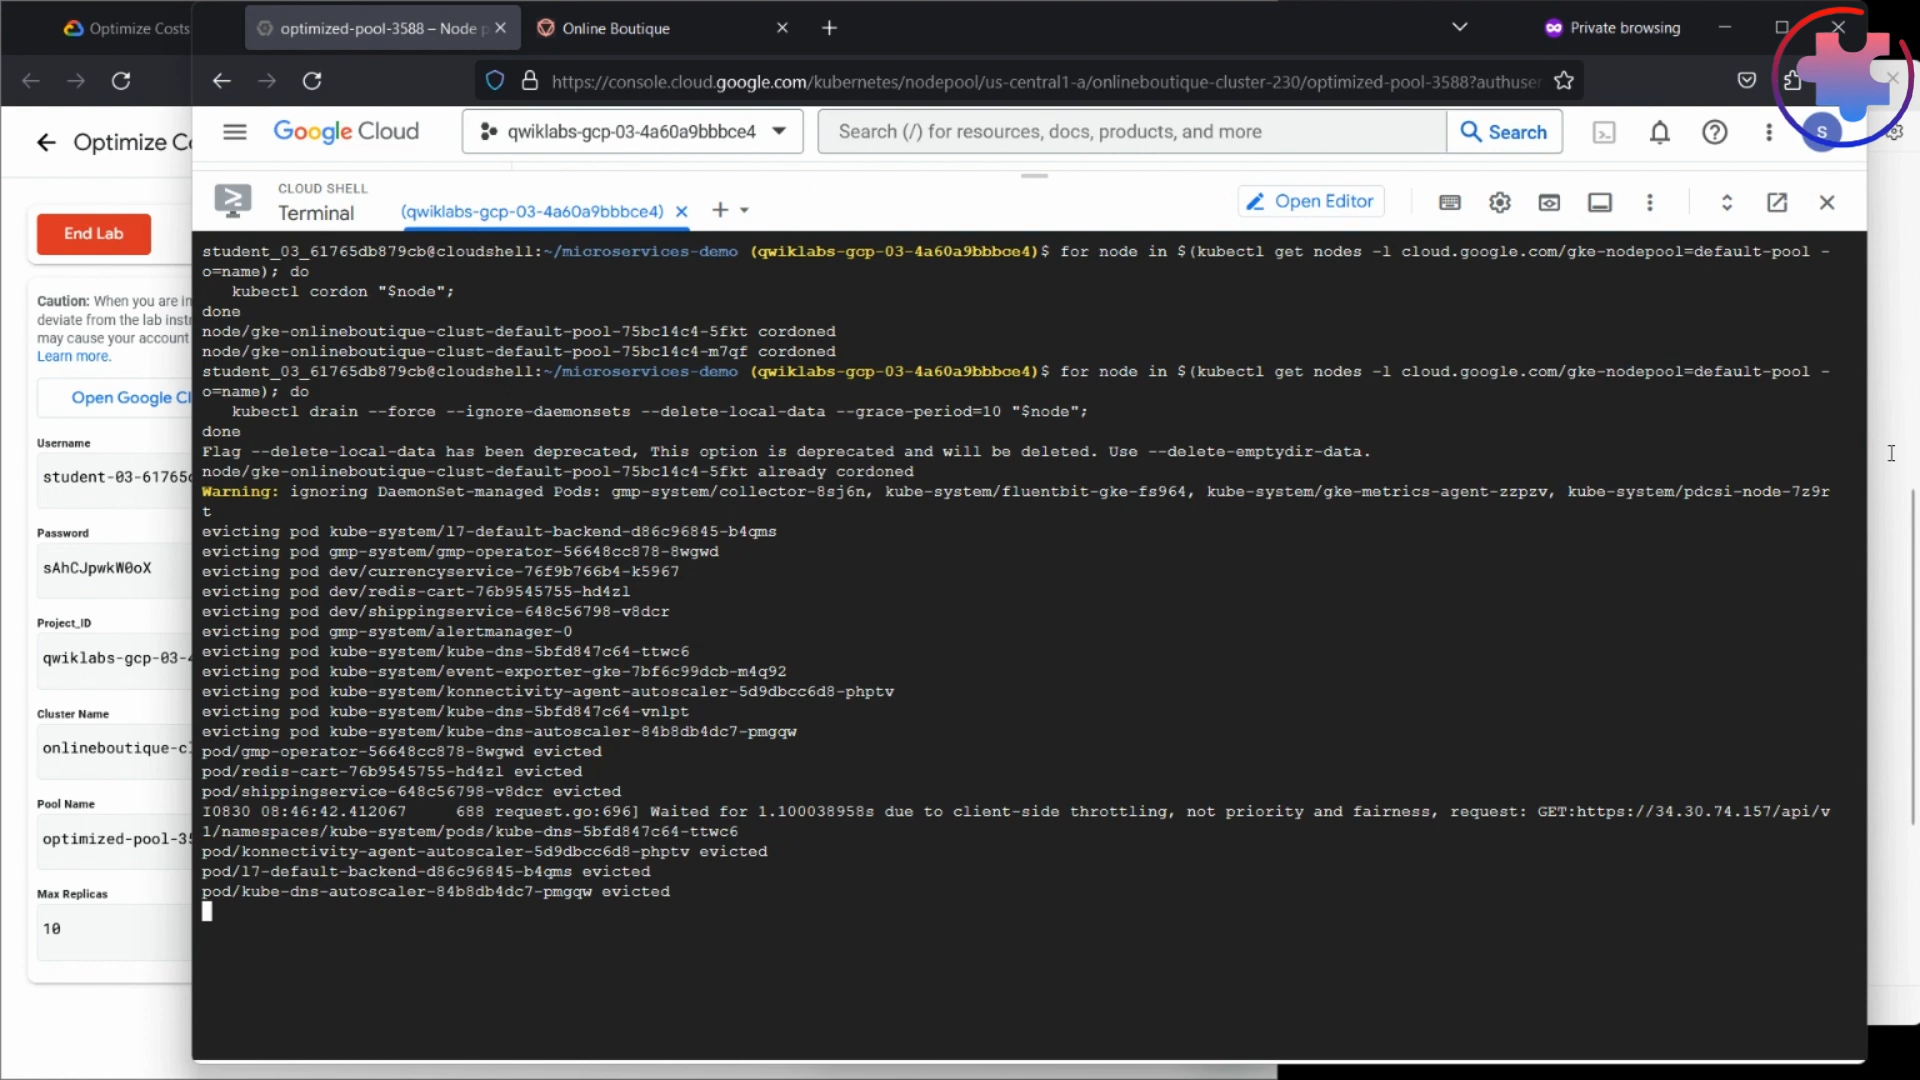 Optimize Costs
optimized-pool-3588 – Node p
Online Boutique
Private browsing
https://console.cloud.google.com/kubernetes/nodepool/us-central1-a/onlineboutique-cluster-230/optimized-pool-3588?authuser
Optimize Co
Google Cloud
qwiklabs-gcp-03-4a60a9bbbce4
Search (/) for resources, docs, products, and more
Search
S
CLOUD SHELL
Terminal
(qwiklabs-gcp-03-4a60a9bbbce4)
Open Editor
End Lab
Caution: When you are in
deviate from the lab inst
may cause your account
Learn more.
Open Google Cl
Username
student-03-61765d
Password
sAhCJpwkW0oX
Project_ID
qwiklabs-gcp-03-4
Cluster Name
onlineboutique-cl
Pool Name
optimized-pool-35
Max Replicas
10
student_03_61765db879cb@cloudshell:~/microservices-demo (qwiklabs-gcp-03-4a60a9bbbce4)$ for node in $(kubectl get nodes -l cloud.google.com/gke-nodepool=default-pool -
o=name); do
kubectl cordon "$node";
done
node/gke-onlineboutique-clust-default-pool-75bc14c4-5fkt cordoned
node/gke-onlineboutique-clust-default-pool-75bc14c4-m7qf cordoned
student_03_61765db879cb@cloudshell:~/microservices-demo (qwiklabs-gcp-03-4a60a9bbbce4)$ for node in $(kubectl get nodes -l cloud.google.com/gke-nodepool=default-pool -
o=name); do
kubectl drain --force --ignore-daemonsets --delete-local-data --grace-period=10 "$node";
done
Flag --delete-local-data has been deprecated, This option is deprecated and will be deleted. Use --delete-emptydir-data.
node/gke-onlineboutique-clust-default-pool-75bc14c4-5fkt already cordoned
Warning: ignoring DaemonSet-managed Pods: gmp-system/collector-8sj6n, kube-system/fluentbit-gke-fs964, kube-system/gke-metrics-agent-zzpzv, kube-system/pdcsi-node-7z9r
t
evicting pod kube-system/l7-default-backend-d86c96845-b4qms
evicting pod gmp-system/gmp-operator-56648cc878-8wgwd
evicting pod dev/currencyservice-76f9b766b4-k5967
evicting pod dev/redis-cart-76b9545755-hd4zl
evicting pod dev/shippingservice-648c56798-v8dcr
evicting pod gmp-system/alertmanager-0
evicting pod kube-system/kube-dns-5bfd847c64-ttwc6
evicting pod kube-system/event-exporter-gke-7bf6c99dcb-m4q92
evicting pod kube-system/konnectivity-agent-autoscaler-5d9dbcc6d8-phptv
evicting pod kube-system/kube-dns-5bfd847c64-vnlpt
evicting pod kube-system/kube-dns-autoscaler-84b8db4dc7-pmgqw
pod/gmp-operator-56648cc878-8wgwd evicted
pod/redis-cart-76b9545755-hd4zl evicted
pod/shippingservice-648c56798-v8dcr evicted
I0830 08:46:42.412067     688 request.go:696] Waited for 1.100038958s due to client-side throttling, not priority and fairness, request: GET:https://34.30.74.157/api/v
1/namespaces/kube-system/pods/kube-dns-5bfd847c64-ttwc6
pod/konnectivity-agent-autoscaler-5d9dbcc6d8-phptv evicted
pod/l7-default-backend-d86c96845-b4qms evicted
pod/kube-dns-autoscaler-84b8db4dc7-pmgqw evicted